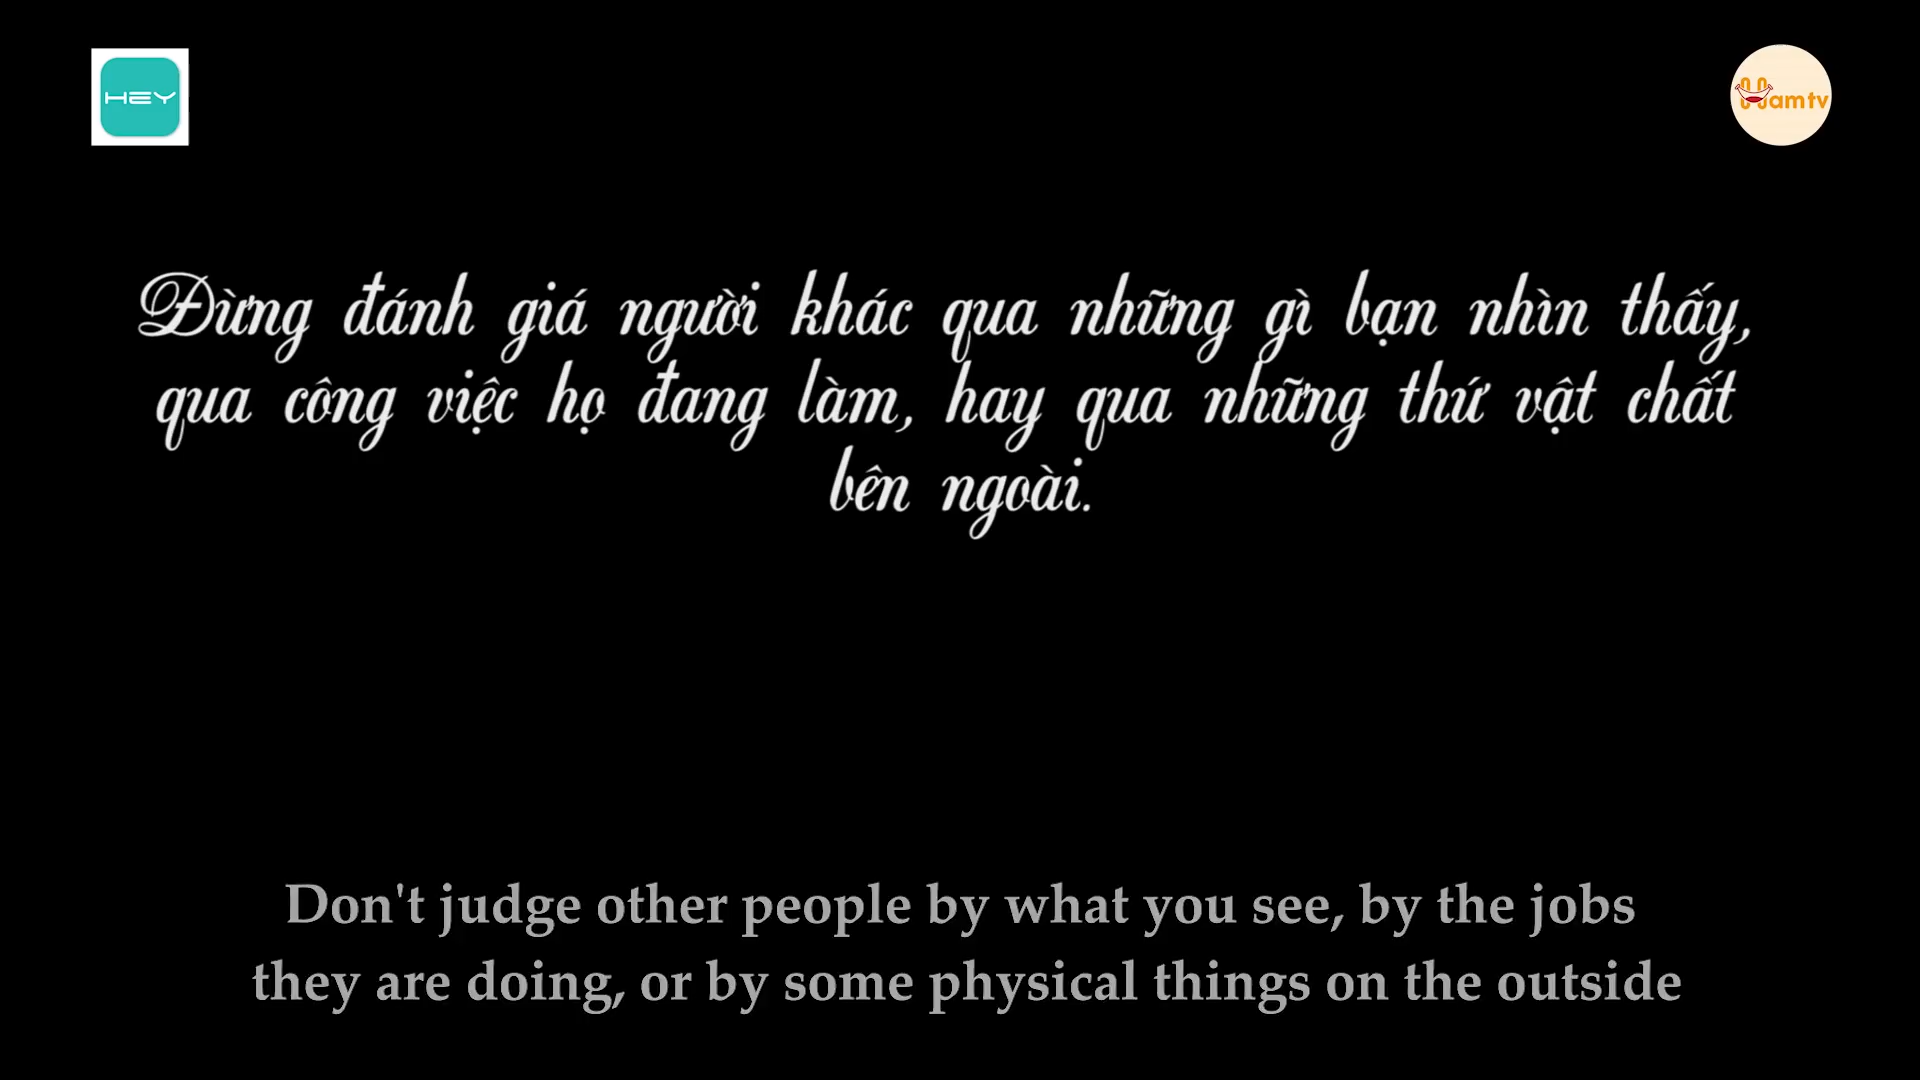 HEY
Hamtv
Đừng đánh giá người khác qua những gì bạn nhìn thấy,
qua công việc họ đang làm, hay qua những thứ vật chất
bên ngoài.
Don't judge other people by what you see, by the jobs
they are doing, or by some physical things on the outside